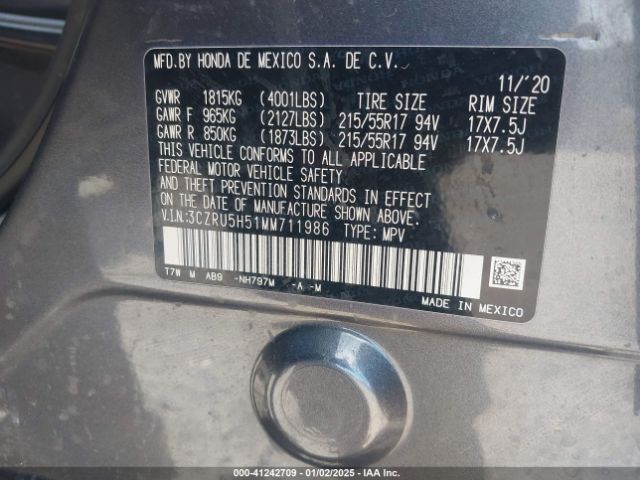 MFD.BY HONDA DE MEXICO S.A. DE C.V.
11/'20
GVWR 1815KG (4001LBS) TIRE SIZE RIM SIZE
GAWR F 965KG (2127LBS) 215/55R17 94V 17X7.5J
GAWR R 850KG (1873LBS) 215/55R17 94V 17X7.5J
THIS VEHICLE CONFORMS TO ALL APPLICABLE
FEDERAL MOTOR VEHICLE SAFETY
AND THEFT PREVENTION STANDARDS IN EFFECT
ON THE DATE OF MANUFACTURE SHOWN ABOVE.
V.I.N:3CZRU5H51MM711986 TYPE: MPV
T7W M AB9 -NH797M -A -M
MADE IN MEXICO
000-41242709 - 01/02/2025 - IAA Inc.